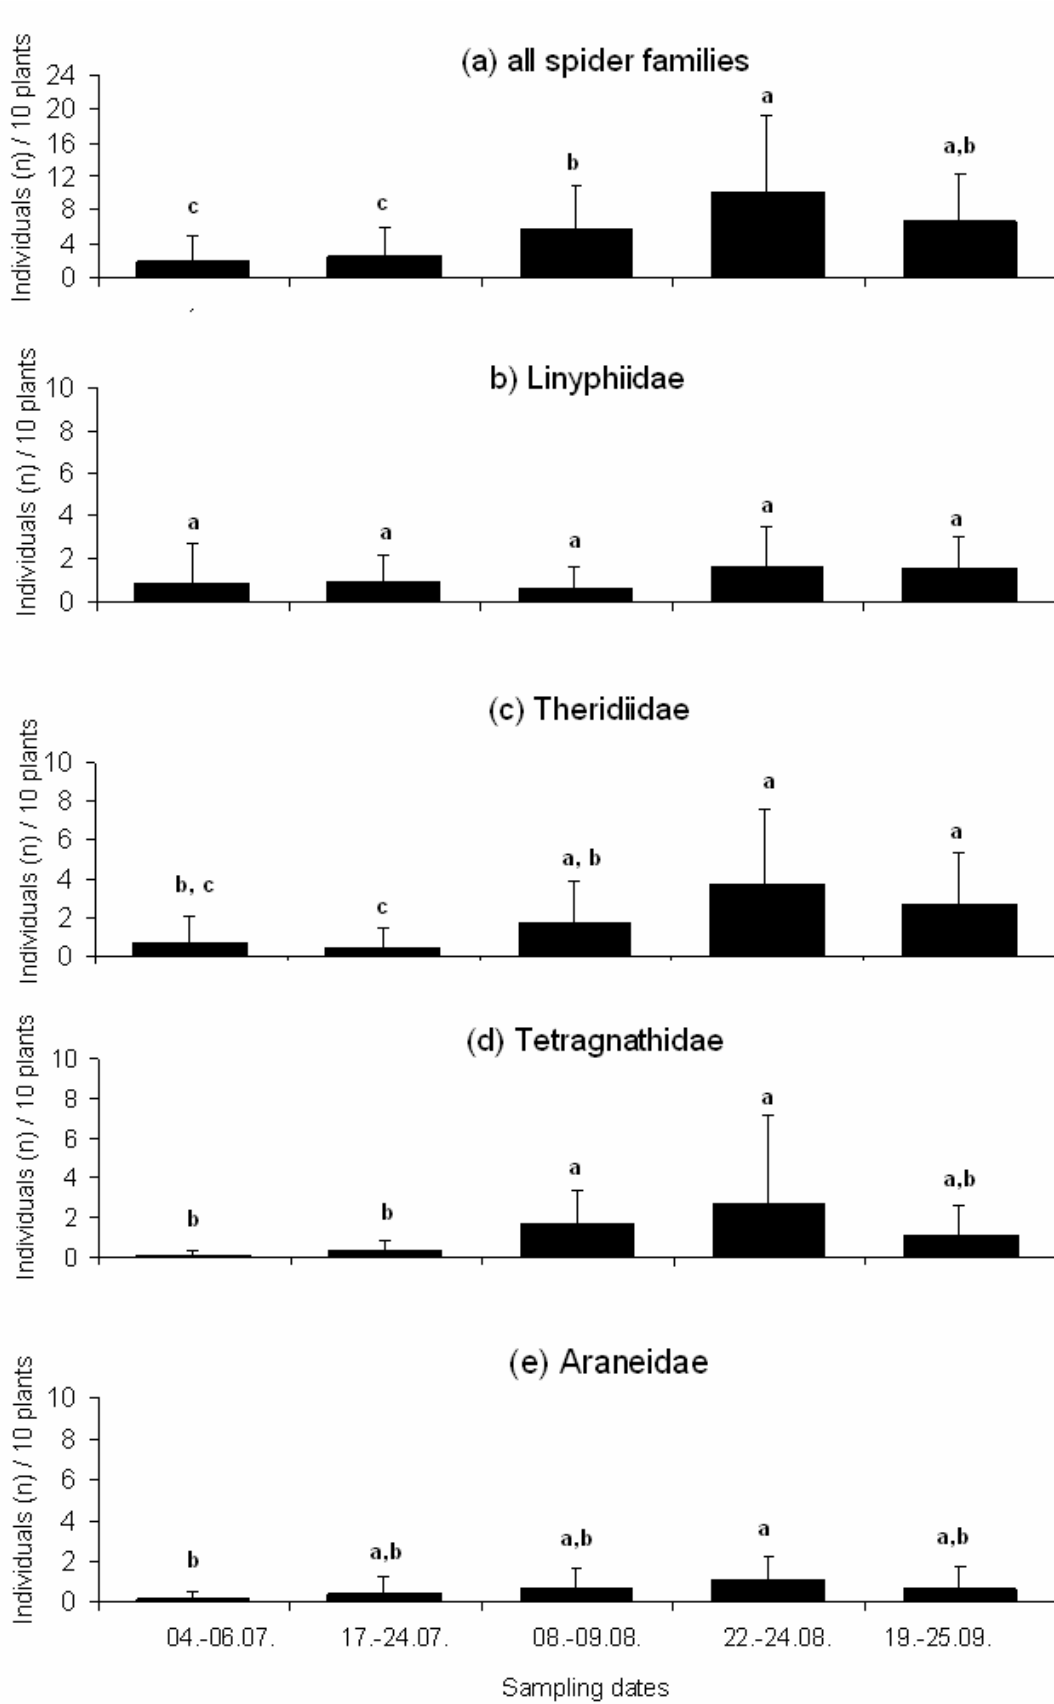 (a) all spider families
Individuals (n) / 10 plants
24
20
16
12
8
4
0
c
c
b
a
a,b
b) Linyphiidae
Individuals (n) / 10 plants
10
8
6
4
2
0
a
a
a
a
a
(c) Theridiidae
Individuals (n) / 10 plants
10
8
6
4
2
0
b, c
c
a, b
a
a
(d) Tetragnathidae
Individuals (n) / 10 plants
10
8
6
4
2
0
b
b
a
a
a,b
(e) Araneidae
Individuals (n) / 10 plants
10
8
6
4
2
0
b
a,b
a,b
a
a,b
04.-06.07. 17.-24.07. 08.-09.08. 22.-24.08. 19.-25.09.
Sampling dates